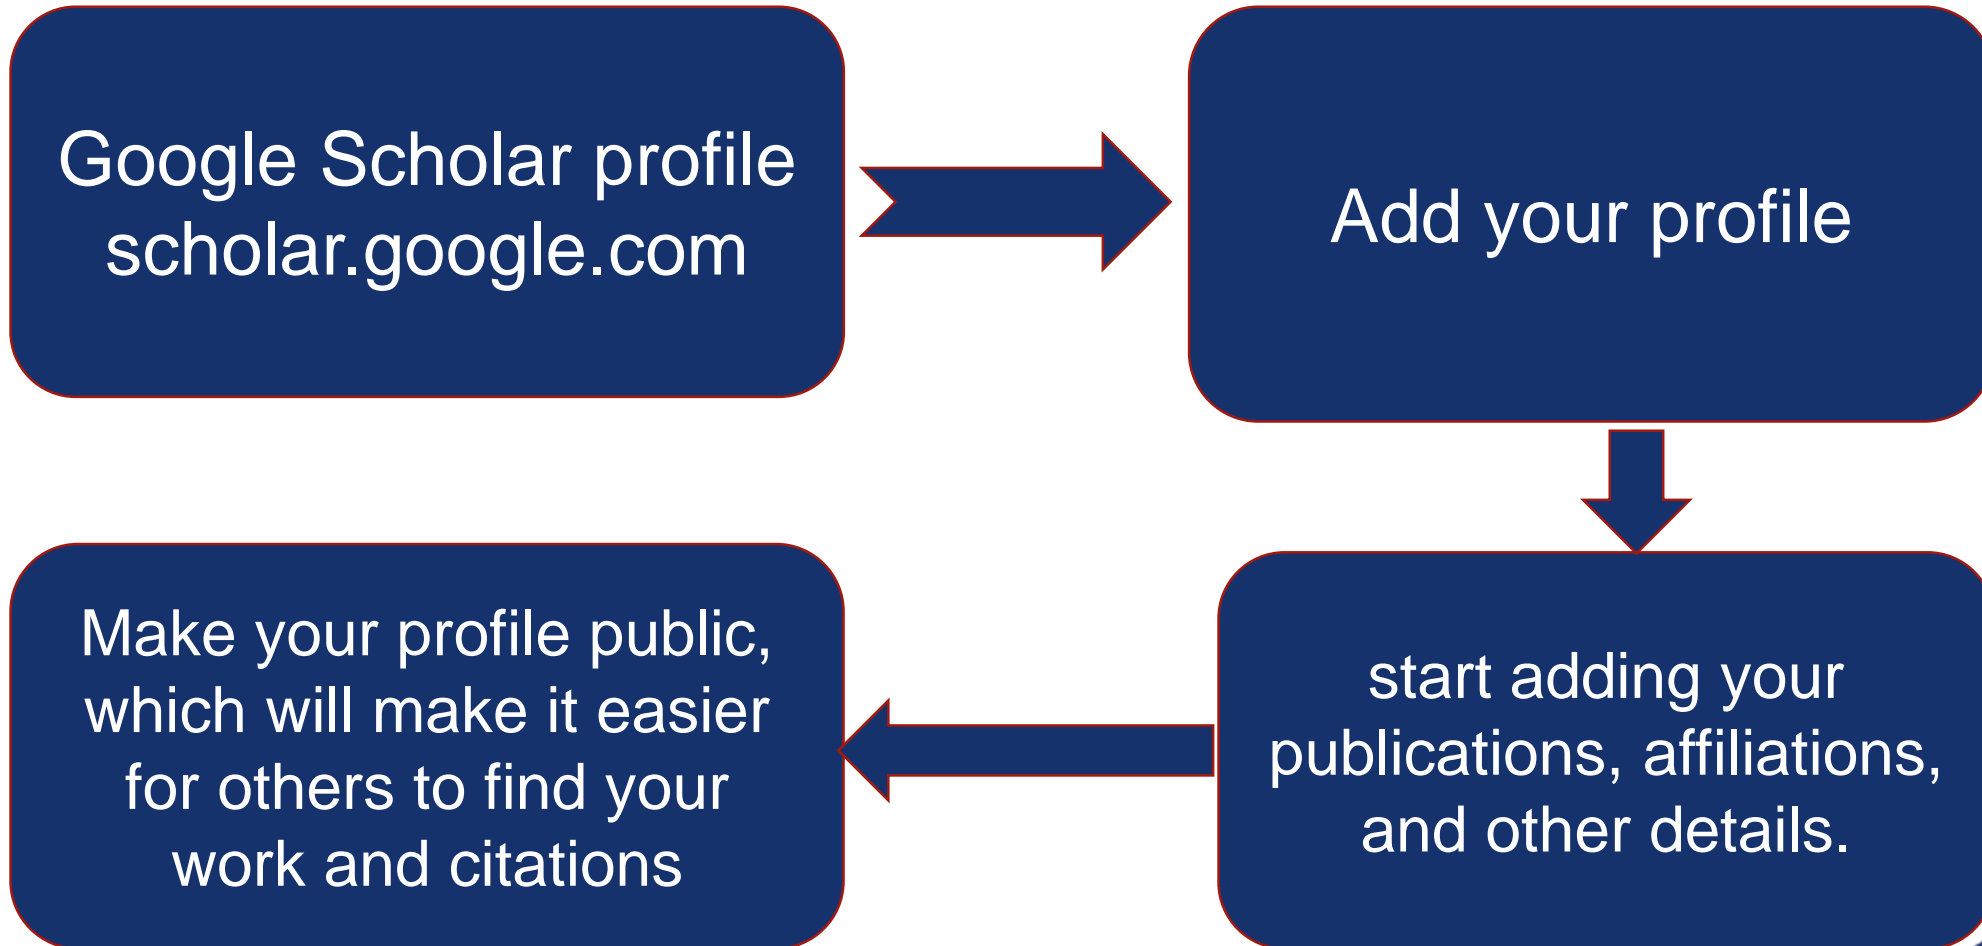 Google Scholar profile
scholar.google.com
Add your profile
start adding your
publications, affiliations,
and other details.
Make your profile public,
which will make it easier
for others to find your
work and citations